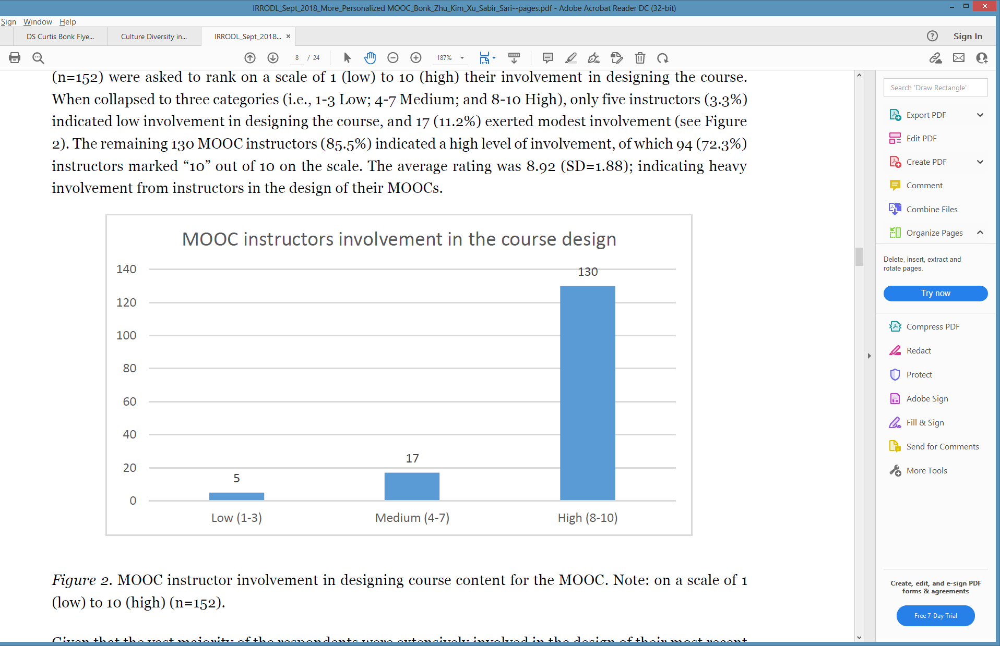 IRRODL_Sept_2018_More_Personalized MOOC_Bonk_Zhu_Kim_Xu_Sabir_Sari--pages.pdf - Adobe Acrobat Reader DC (32-bit)
Sign Window Help
DS Curtis Bonk Flye... Culture Diversity in... IRRODL_Sept_2018... ×
? Sign In
8 / 24 187%
(n=152) were asked to rank on a scale of 1 (low) to 10 (high) their involvement in designing the course.
When collapsed to three categories (i.e., 1-3 Low; 4-7 Medium; and 8-10 High), only five instructors (3.3%)
indicated low involvement in designing the course, and 17 (11.2%) exerted modest involvement (see Figure
2). The remaining 130 MOOC instructors (85.5%) indicated a high level of involvement, of which 94 (72.3%)
instructors marked “10” out of 10 on the scale. The average rating was 8.92 (SD=1.88); indicating heavy
involvement from instructors in the design of their MOOCs.
MOOC instructors involvement in the course design
140
130
120
100
80
60
40
20
17
5
0
Low (1-3) Medium (4-7) High (8-10)
Figure 2. MOOC instructor involvement in designing course content for the MOOC. Note: on a scale of 1
(low) to 10 (high) (n=152).
Given that the vast majority of the respondents were extensively involved in the design of their most recent
Search 'Draw Rectangle'
Export PDF
Edit PDF
Create PDF
Comment
Combine Files
Organize Pages
Delete, insert, extract and
rotate pages.
Try now
Compress PDF
Redact
Protect
Adobe Sign
Fill & Sign
Send for Comments
More Tools
Create, edit, and e-sign PDF
forms & agreements
Free 7-Day Trial